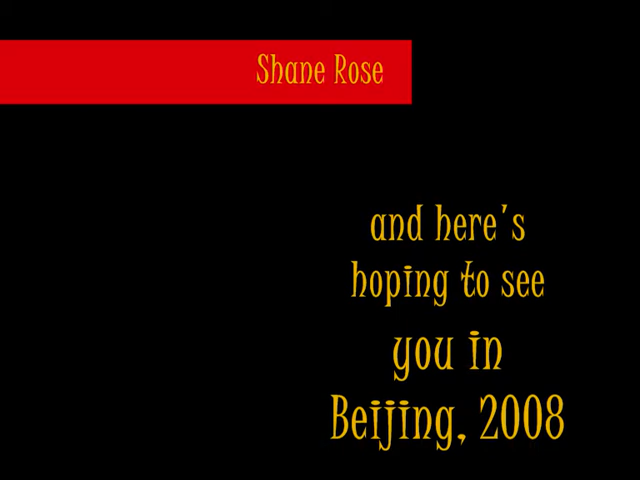 Shane Rose
and here's
hoping to see
you in
Beijing, 2008